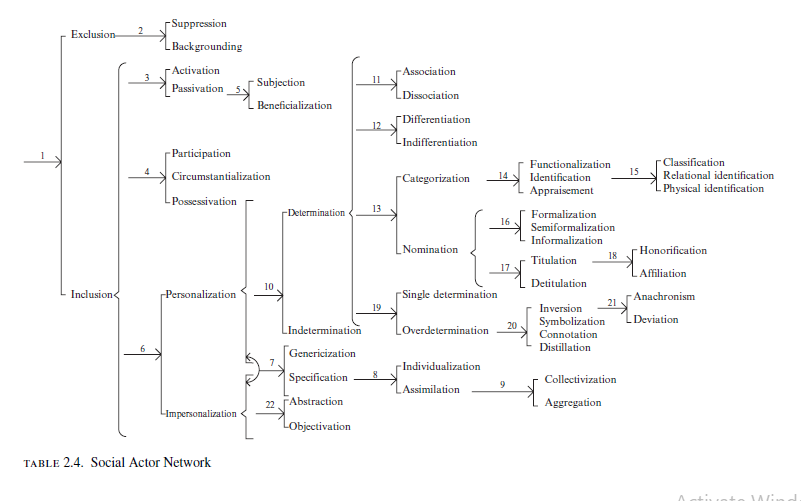 Suppression
Exclusion 2
Backgrounding
Activation
3
Passivation 5 Subjection
Beneficialization
11 Association
Dissociation
12 Differentiation
Indifferentiation
1
4 Participation
Circumstantialization
Possessivation
Determination
13 Categorization 14 Functionalization
Identification 15 Classification
Appraisement Relational identification
Physical identification
Nomination 16 Formalization
Semiformalization
Informalization
17 Titulation 18 Honorification
Detitulation Affiliation
Inclusion
6 Personalization 10
19 Single determination
Overdetermination 20 Inversion 21 Anachronism
Symbolization Deviation
Connotation
Distillation
Indetermination
7 Genericization
Specification 8 Individualization
Assimilation 9 Collectivization
Aggregation
Impersonalization 22 Abstraction
Objectivation
TABLE 2.4. Social Actor Network